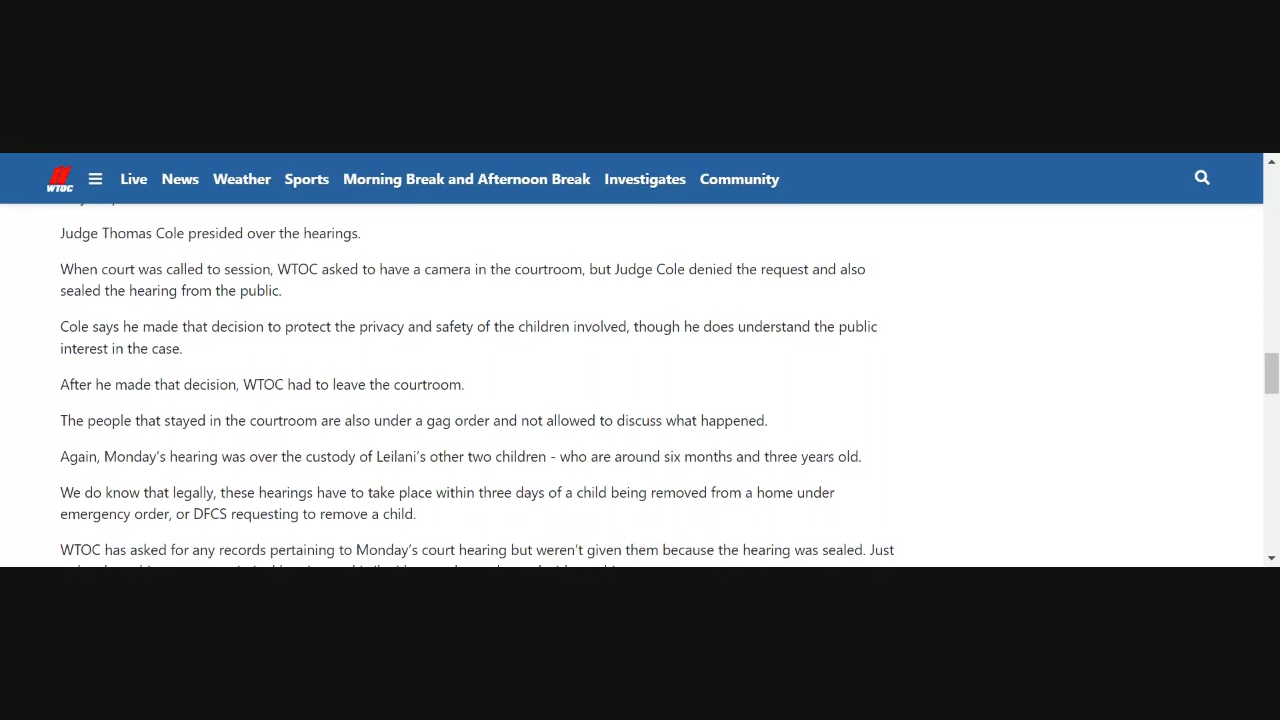 WTOC
Live News Weather Sports Morning Break and Afternoon Break Investigates Community
Judge Thomas Cole presided over the hearings.
When court was called to session, WTOC asked to have a camera in the courtroom, but Judge Cole denied the request and also
sealed the hearing from the public.
Cole says he made that decision to protect the privacy and safety of the children involved, though he does understand the public
interest in the case.
After he made that decision, WTOC had to leave the courtroom.
The people that stayed in the courtroom are also under a gag order and not allowed to discuss what happened.
Again, Monday’s hearing was over the custody of Leilani’s other two children - who are around six months and three years old.
We do know that legally, these hearings have to take place within three days of a child being removed from a home under
emergency order, or DFCS requesting to remove a child.
WTOC has asked for any records pertaining to Monday’s court hearing but weren’t given them because the hearing was sealed. Just